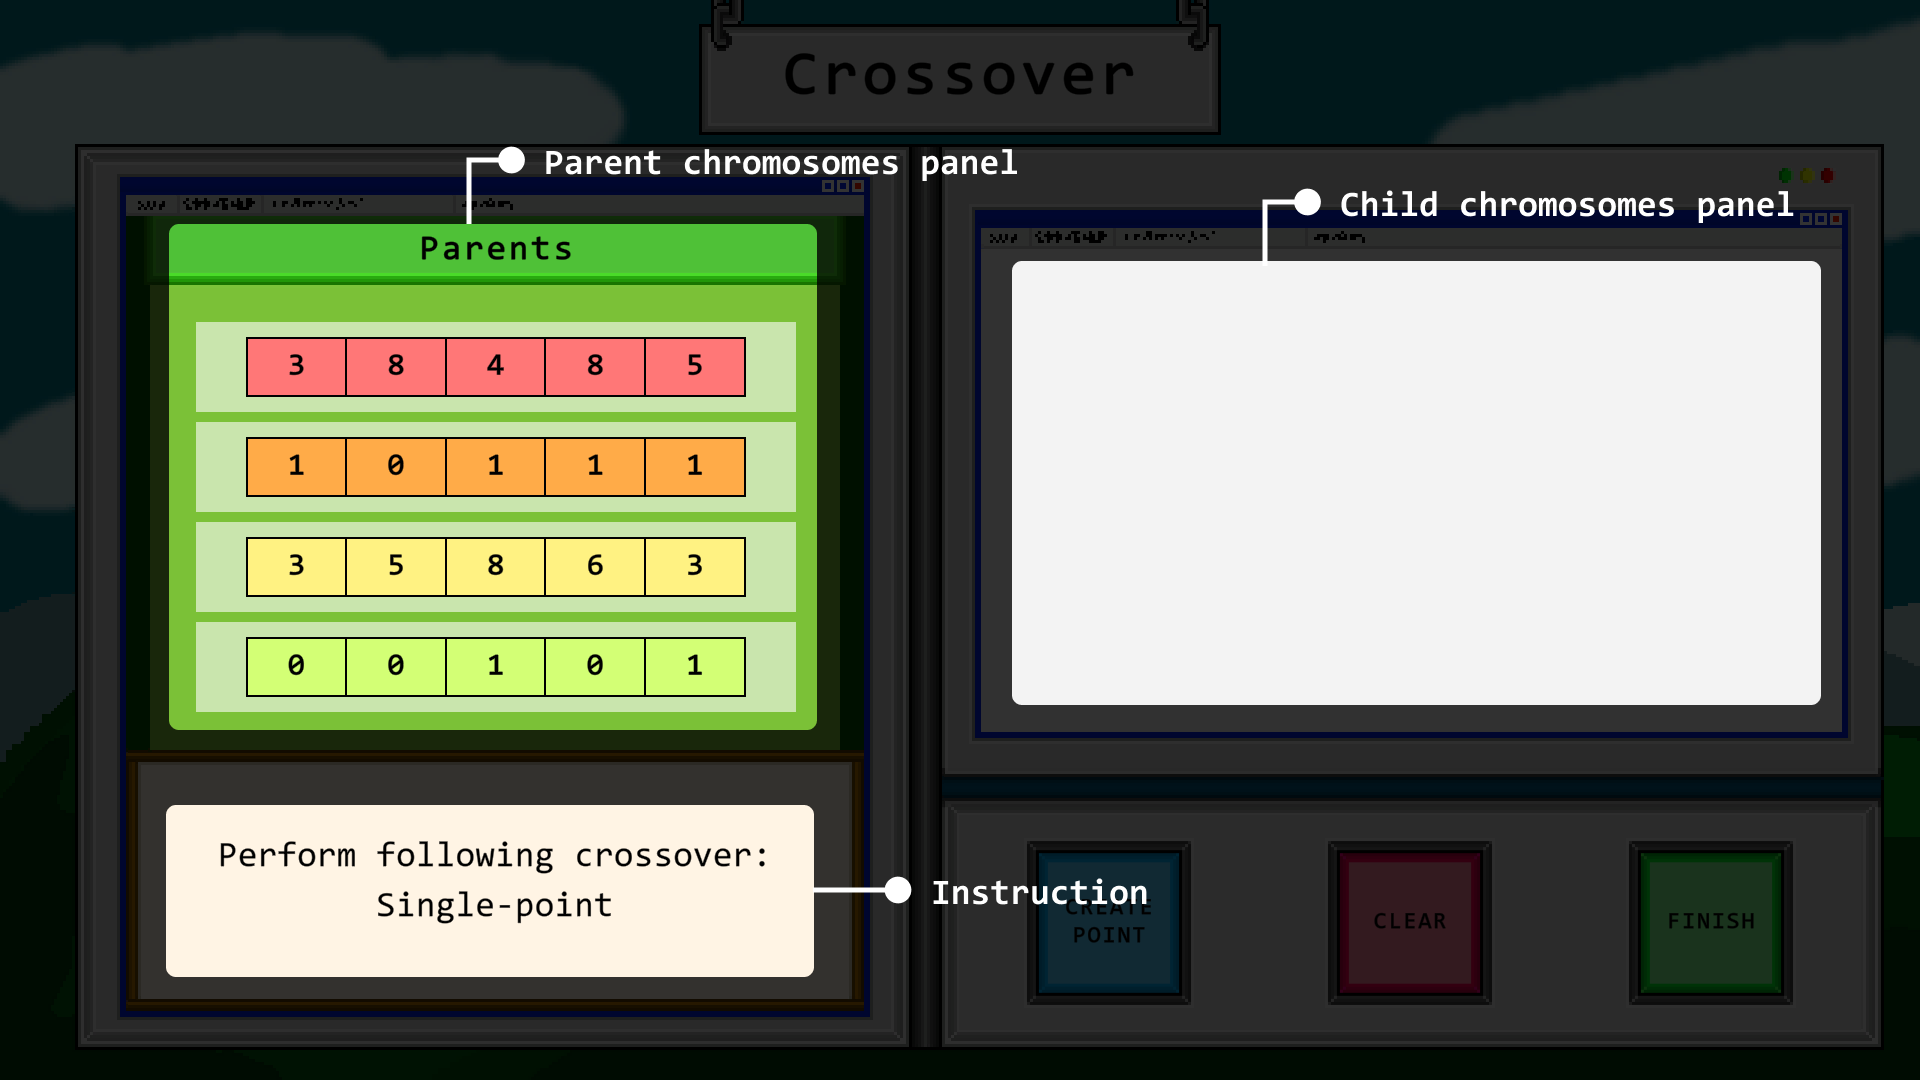 Crossover
Parent chromosomes panel
Child chromosomes panel
Parents
3 8 4 8 5
1 0 1 1 1
3 5 8 6 3
0 0 1 0 1
Perform following crossover:
Single-point
Instruction
CREATE
POINT
CLEAR
FINISH